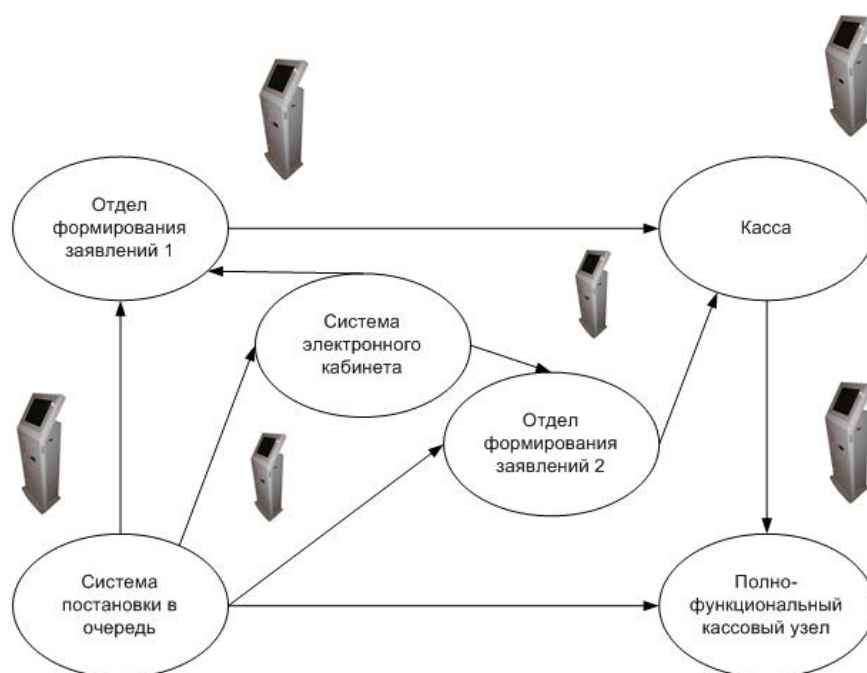 Отдел
формирования
заявлений 1
Касса
Система
электронного
кабинета
Отдел
формирования
заявлений 2
Система
постановки в
очередь
Полно-
функциональный
кассовый узел